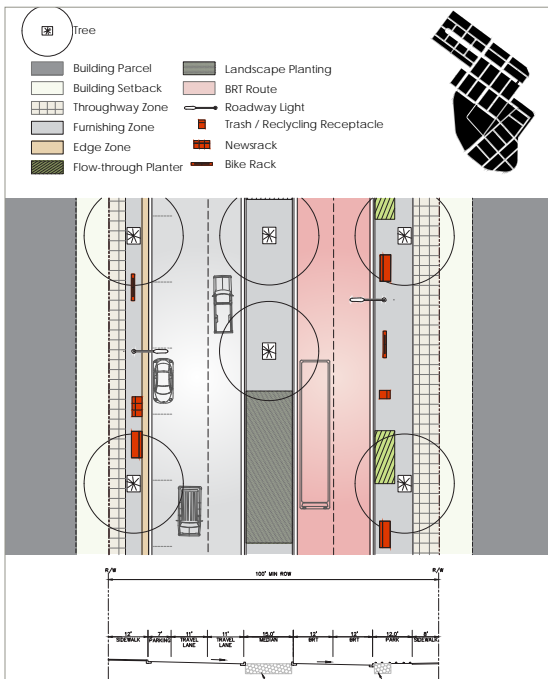 Tree
Building Parcel
Building Setback
Throughway Zone
Furnishing Zone
Edge Zone
Flow-through Planter
Landscape Planting
BRT Route
Roadway Light
Trash / Reclycling Receptacle
Newsrack
Bike Rack
R/W
R/W
100' MIN ROW
12' 7' 11' 11' 15.0' 12' 12' 12.0' 8'
SIDEWALK PARKING TRAVEL LANE TRAVEL LANE MEDIAN BRT BRT PARK SIDEWALK